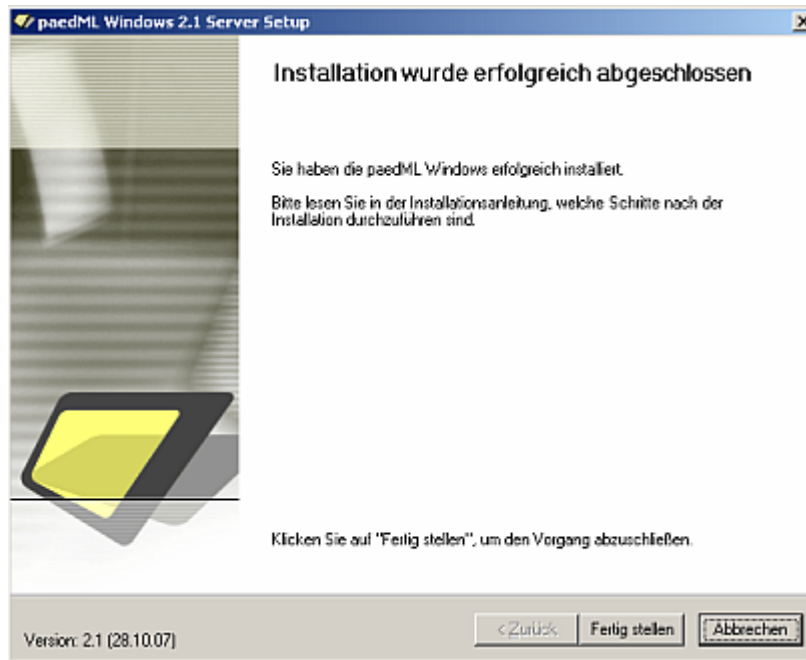 paedML Windows 2.1 Server Setup
Installation wurde erfolgreich abgeschlossen
Sie haben die paedML Windows erfolgreich installiert.
Bitte lesen Sie in der Installationsanleitung, welche Schritte nach der
Installation durchzuführen sind.
Klicken Sie auf "Fertig stellen", um den Vorgang abzuschließen.
Version: 2.1 (28.10.07)
< Zurück
Fertig stellen
Abbrechen